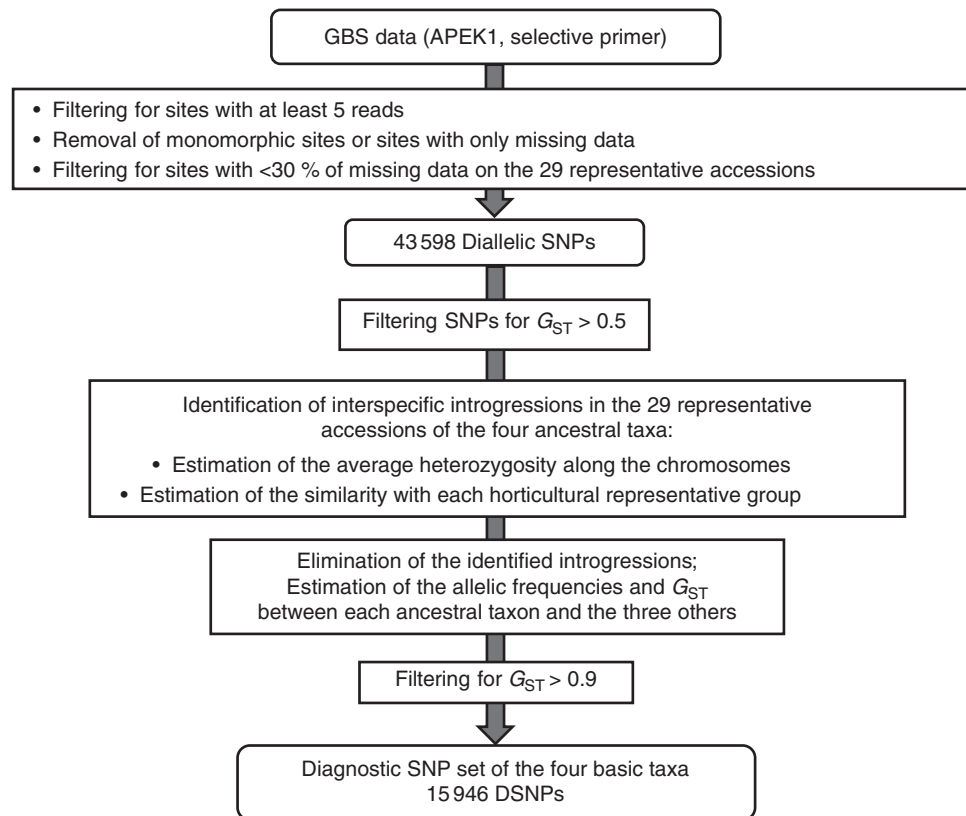 GBS data (APEK1, selective primer)
• Filtering for sites with at least 5 reads
• Removal of monomorphic sites or sites with only missing data
• Filtering for sites with <30 % of missing data on the 29 representative accessions
43 598 Diallelic SNPs
Filtering SNPs for GST > 0.5
Identification of interspecific introgressions in the 29 representative
accessions of the four ancestral taxa:
• Estimation of the average heterozygosity along the chromosomes
• Estimation of the similarity with each horticultural representative group
Elimination of the identified introgressions;
Estimation of the allelic frequencies and GST
between each ancestral taxon and the three others
Filtering for GST > 0.9
Diagnostic SNP set of the four basic taxa
15 946 DSNPs